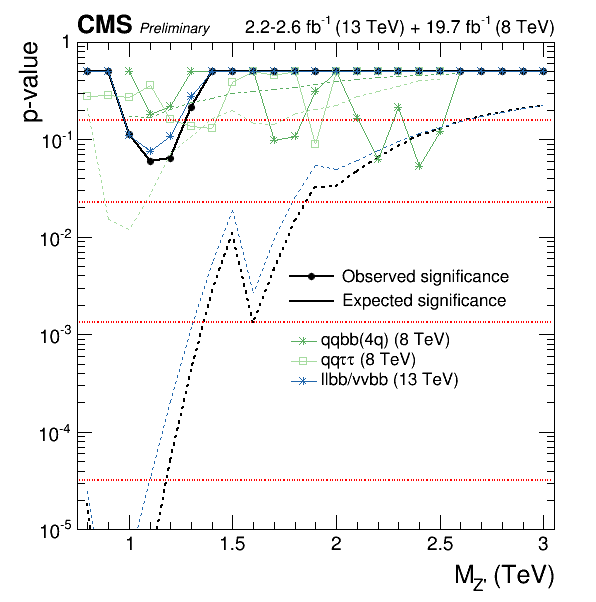 CMS Preliminary 2.2-2.6 fb⁻¹ (13 TeV) + 19.7 fb⁻¹ (8 TeV)
p-value
1
10⁻¹
10⁻²
10⁻³
10⁻⁴
10⁻⁵
Observed significance
Expected significance
qqbb(4q) (8 TeV)
qqττ (8 TeV)
llbb/ννbb (13 TeV)
1 1.5 2 2.5 3
M_Z' (TeV)